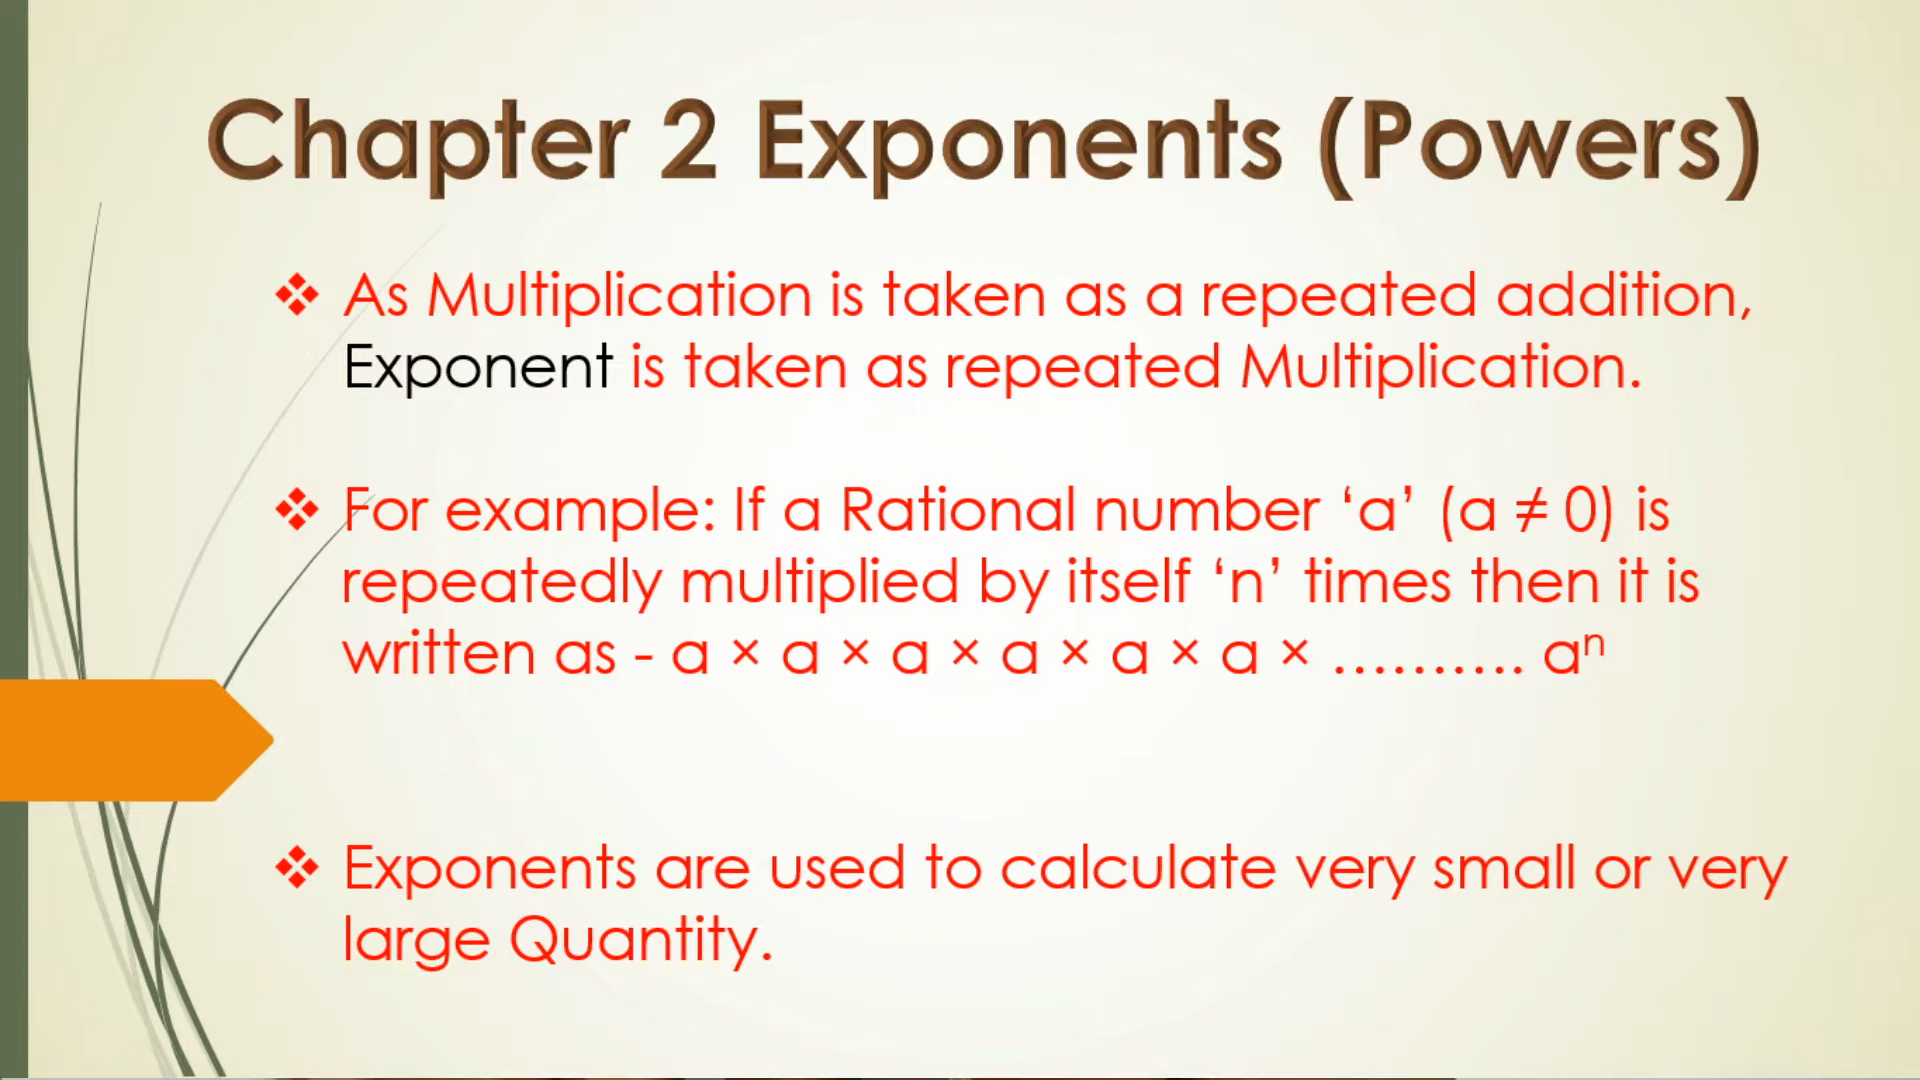 Chapter 2 Exponents (Powers)
❖ As Multiplication is taken as a repeated addition,
Exponent is taken as repeated Multiplication.
❖ For example: If a Rational number ‘a’ (a ≠ 0) is
repeatedly multiplied by itself ‘n’ times then it is
written as - a × a × a × a × a × a × ………. aⁿ
❖ Exponents are used to calculate very small or very
large Quantity.